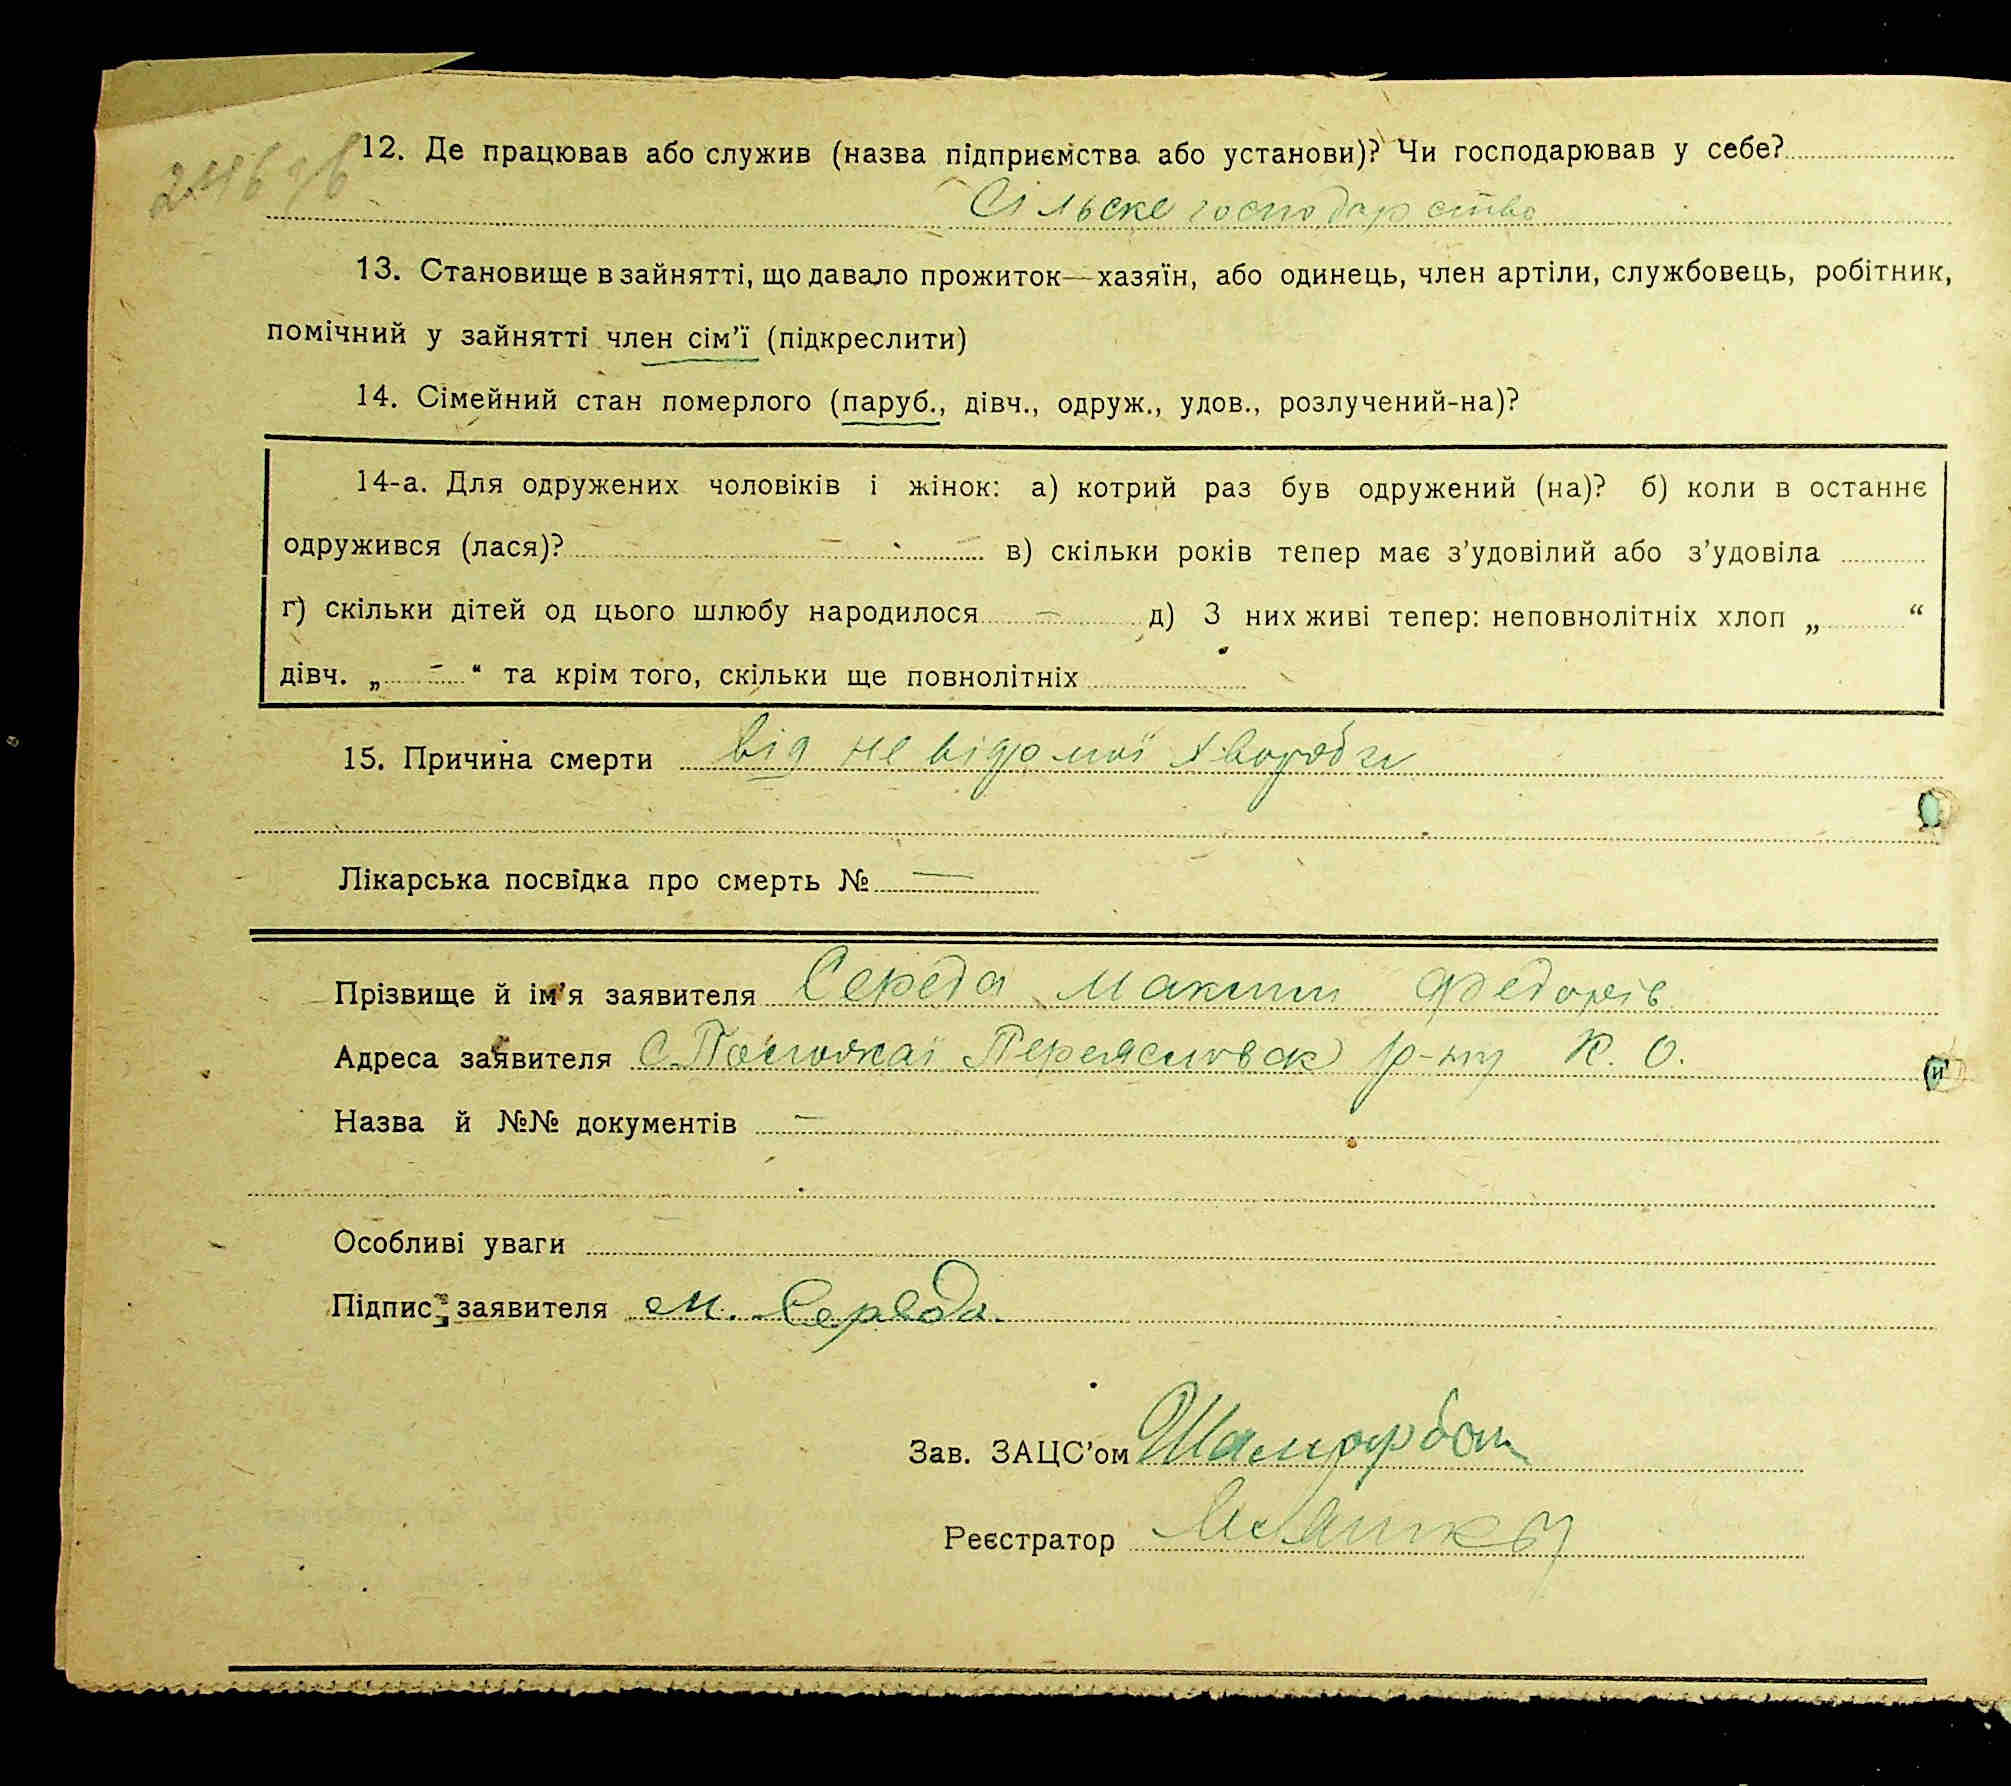 12. Де працював або служив (назва підприємства або установи)? Чи господарював у себе?
Сільске господарство
13. Становище в зайнятті, що давало прожиток—хазяїн, або одинець, член артіли, службовець, робітник,
помічний у зайнятті член сім’ї (підкреслити)
14. Сімейний стан померлого (паруб., дівч., одруж., удов., розлучений-на)?
14-а. Для одружених чоловіків і жінок: а) котрий раз був одружений (на)? б) коли в останнє
одружився (лася)? — в) скільки років тепер має з’удовілий або з’удовіла
г) скільки дітей од цього шлюбу народилося — д) З них живі тепер: неповнолітніх хлоп „ “
дівч. „ — “ та крім того, скільки ще повнолітніх
15. Причина смерти від не відомої хвороби
Лікарська посвідка про смерть № —
Прізвище й ім’я заявителя Середа Максим Федорів
Адреса заявителя С. р-ну К. О.
Назва й №№ документів —
Особливі уваги
Підпис заявителя М. Середа.
Зав. ЗАЦС’ом
Реєстратор